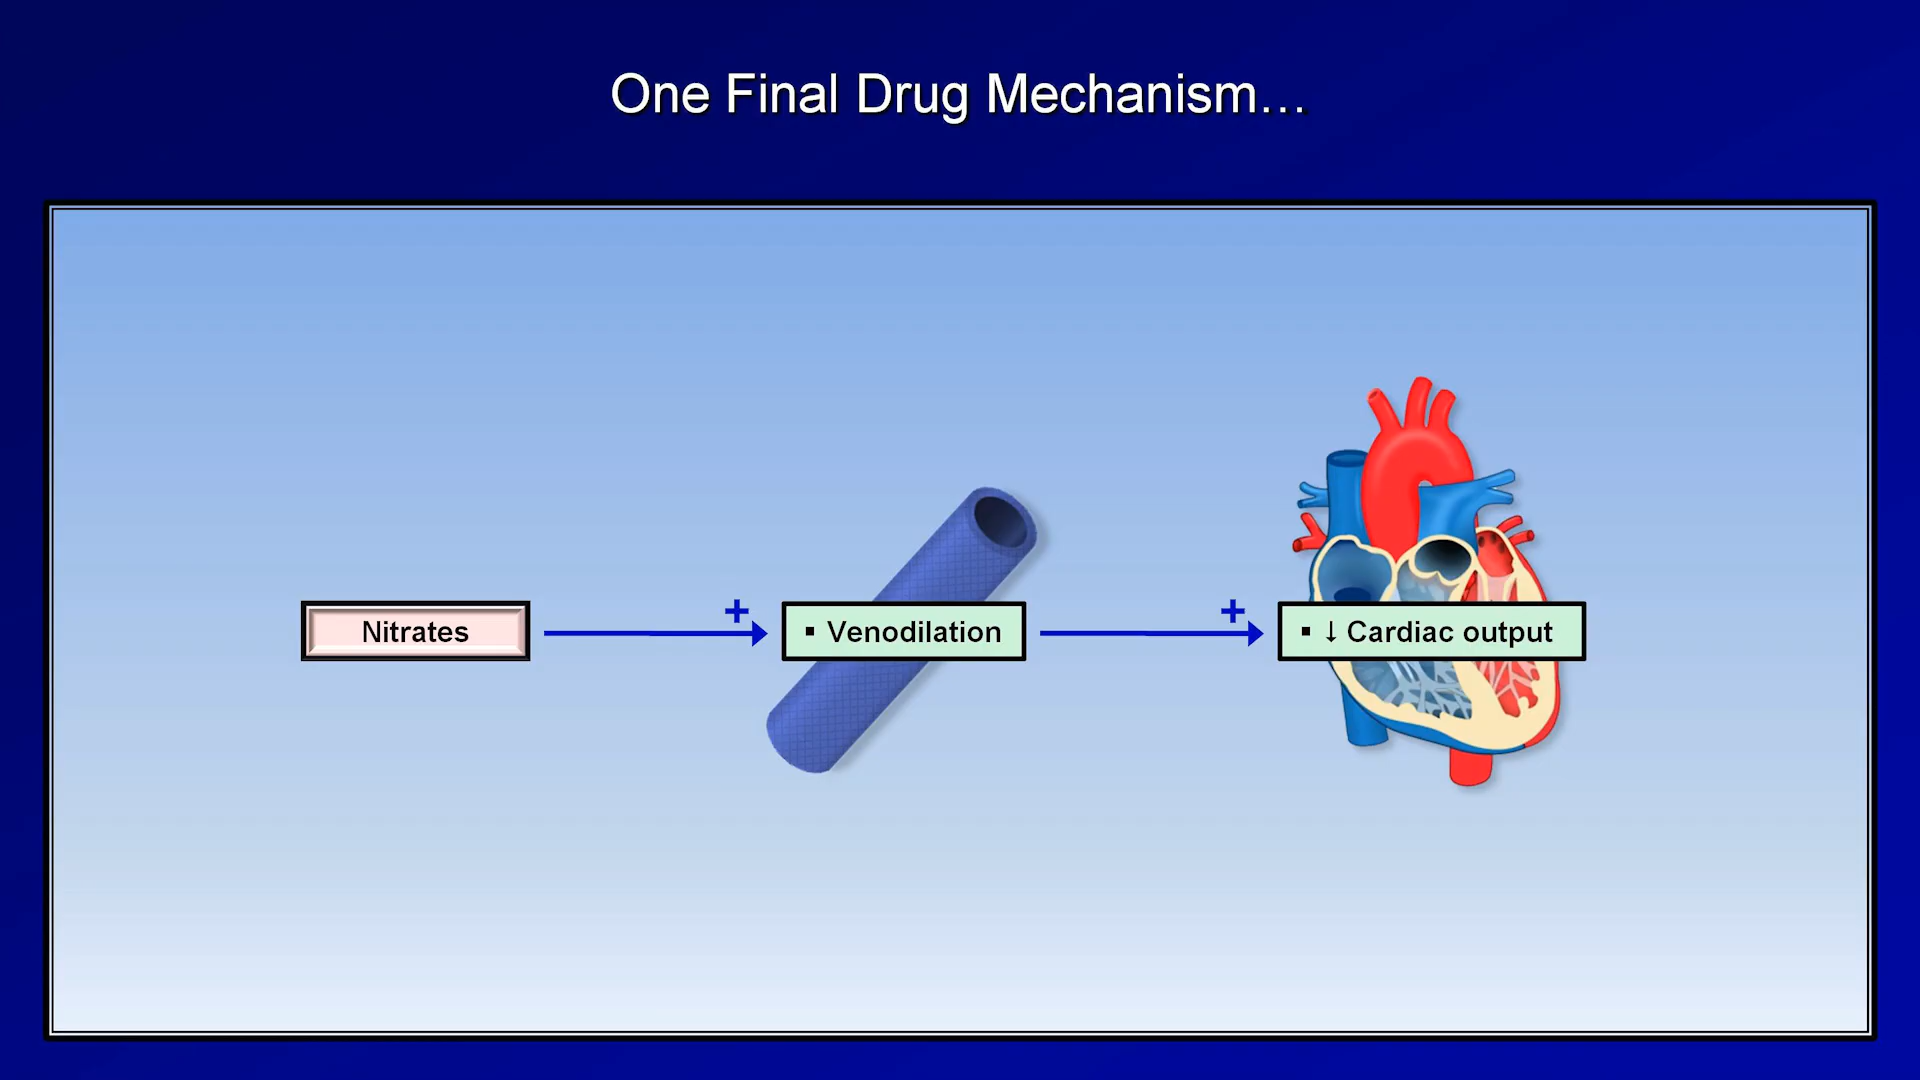 One Final Drug Mechanism…
Nitrates
+
▪ Venodilation
+
▪ ↓ Cardiac output